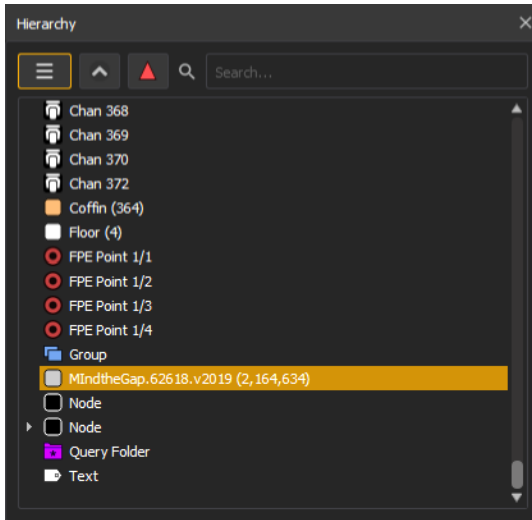 Hierarchy
Search...
Chan 368
Chan 369
Chan 370
Chan 372
Coffin (364)
Floor (4)
FPE Point 1/1
FPE Point 1/2
FPE Point 1/3
FPE Point 1/4
Group
MIndtheGap.62618.v2019 (2,164,634)
Node
Node
Query Folder
Text